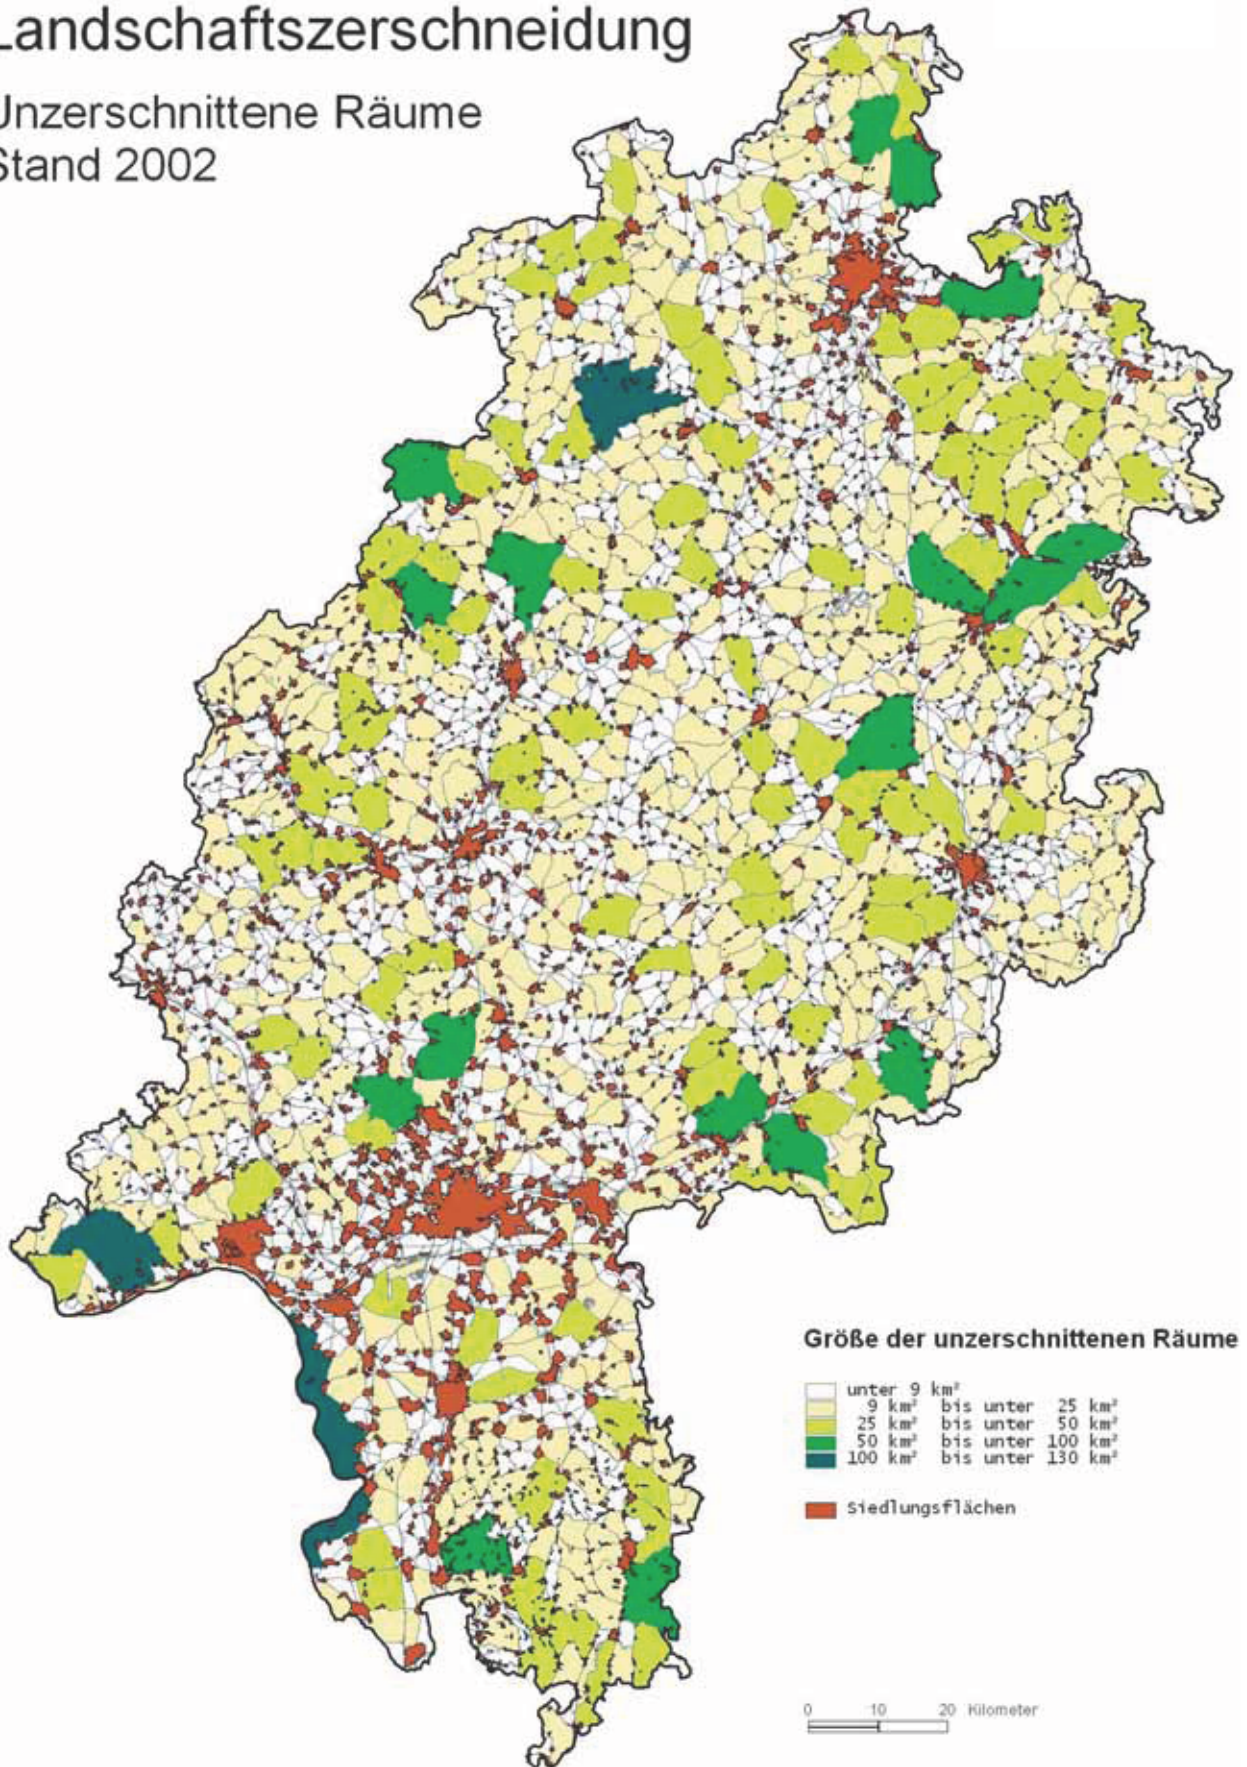 Landschaftszerschneidung
Unzerschnittene Räume
Stand 2002
Größe der unzerschnittenen Räume
unter 9 km²
9 km² bis unter 25 km²
25 km² bis unter 50 km²
50 km² bis unter 100 km²
100 km² bis unter 130 km²
Siedlungsflächen
0 10 20 Kilometer